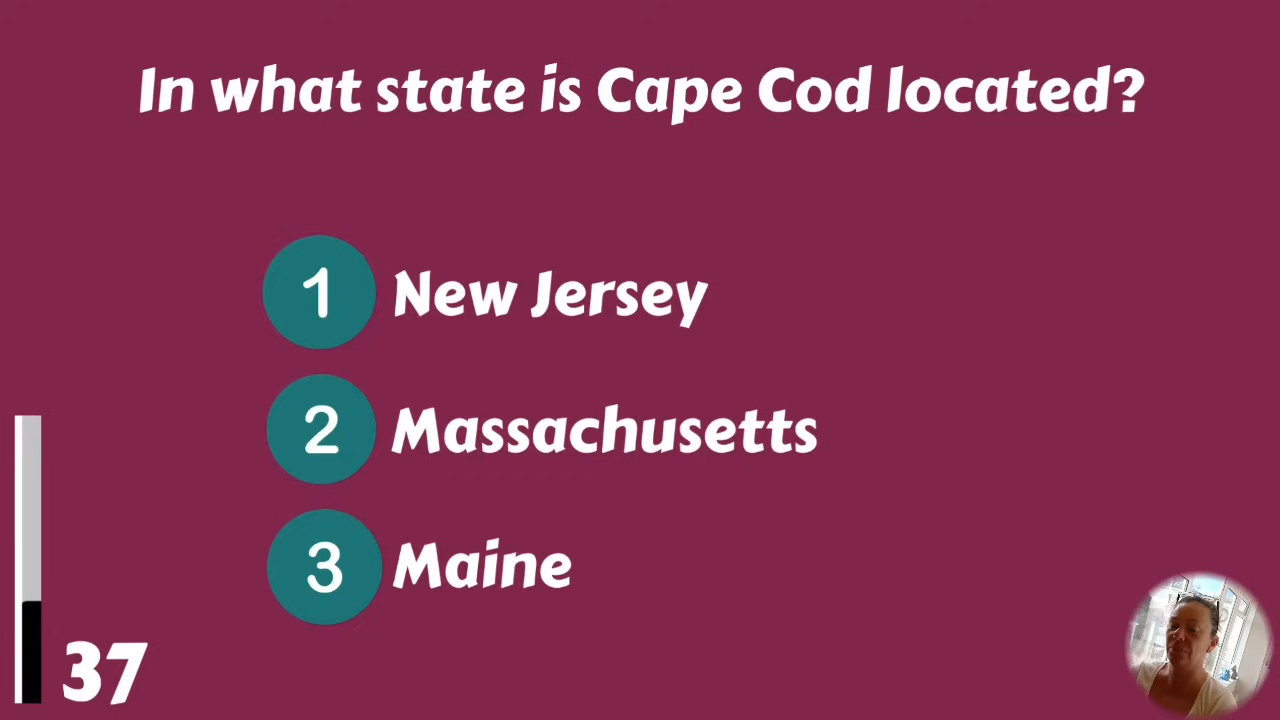 In what state is Cape Cod located?
1 New Jersey
2 Massachusetts
3 Maine
37